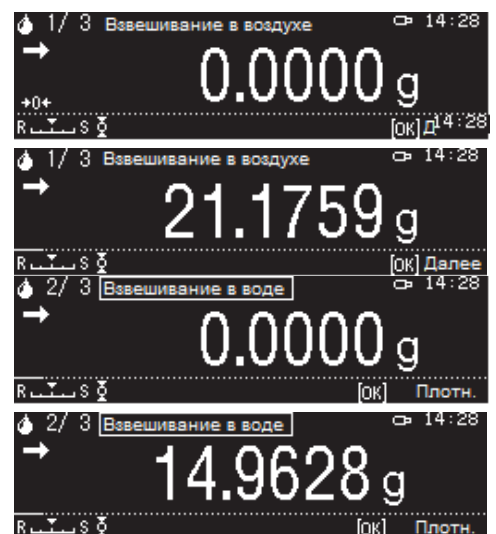 1/ 3 Взвешивание в воздухе 14:28
0.0000 g
→0←
R S [OK] Д14:28
1/ 3 Взвешивание в воздухе 14:28
21.1759 g
R S [OK] Далее
2/ 3 Взвешивание в воде 14:28
0.0000 g
R S [OK] Плотн.
2/ 3 Взвешивание в воде 14:28
14.9628 g
R S [OK] Плотн.